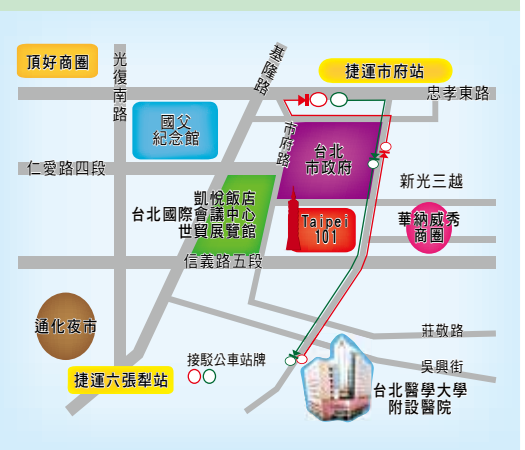 頂好商圈
光復南路
基隆路
捷運市府站
忠孝東路
國父
紀念館
市府路
台北
市政府
仁愛路四段
新光三越
凱悅飯店
台北國際會議中心
世貿展覽館
Taipei
101
華納威秀
商圈
信義路五段
通化夜市
莊敬路
吳興街
接駁公車站牌
捷運六張犁站
台北醫學大學
附設醫院